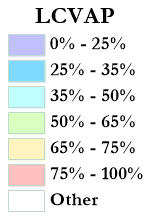 LCVAP
0% - 25%
25% - 35%
35% - 50%
50% - 65%
65% - 75%
75% - 100%
Other